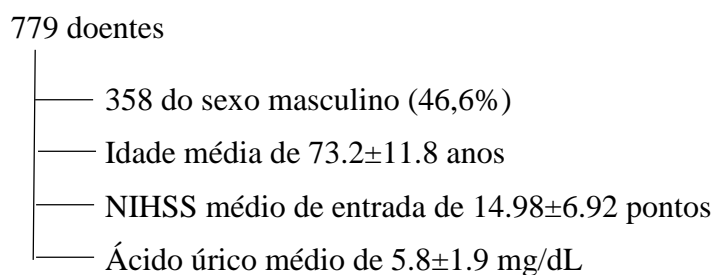 779 doentes
358 do sexo masculino (46,6%)
Idade média de 73.2±11.8 anos
NIHSS médio de entrada de 14.98±6.92 pontos
Ácido úrico médio de 5.8±1.9 mg/dL